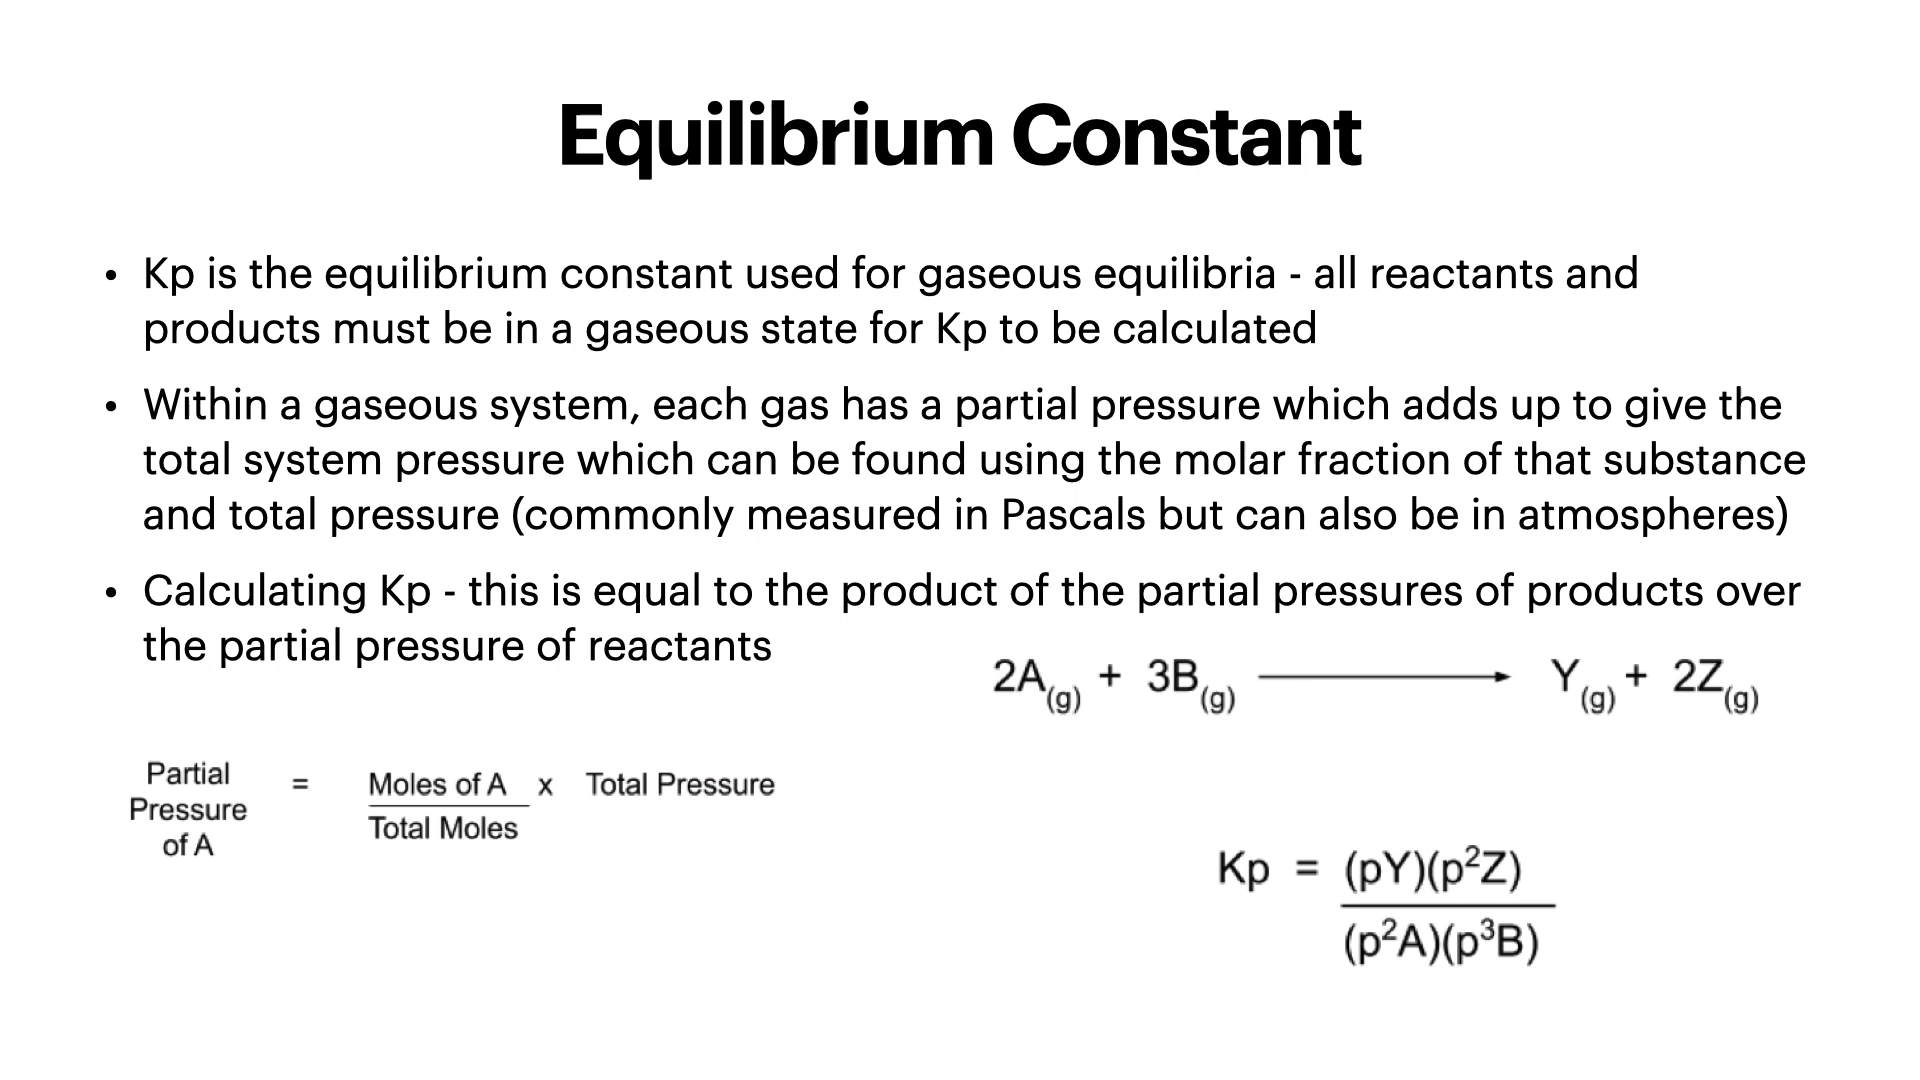 Equilibrium Constant
• Kp is the equilibrium constant used for gaseous equilibria - all reactants and
products must be in a gaseous state for Kp to be calculated
• Within a gaseous system, each gas has a partial pressure which adds up to give the
total system pressure which can be found using the molar fraction of that substance
and total pressure (commonly measured in Pascals but can also be in atmospheres)
• Calculating Kp - this is equal to the product of the partial pressures of products over
the partial pressure of reactants
2A(g) + 3B(g) ⟶ Y(g) + 2Z(g)
Partial
Pressure
of A
= Moles of A x Total Pressure
Total Moles
Kp = (pY)(p²Z)
(p²A)(p³B)